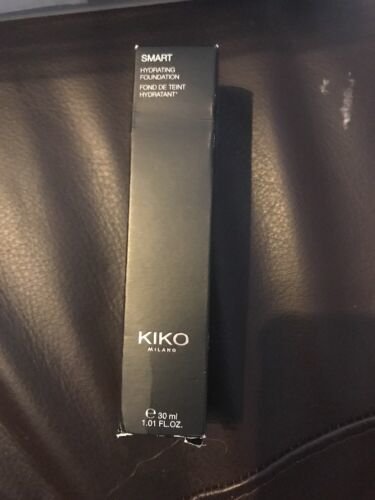 SMART
HYDRATING
FOUNDATION
FOND DE TEINT
HYDRATANT*
KIKO
MILANO
℮ 30 ml
1.01 FL.OZ.